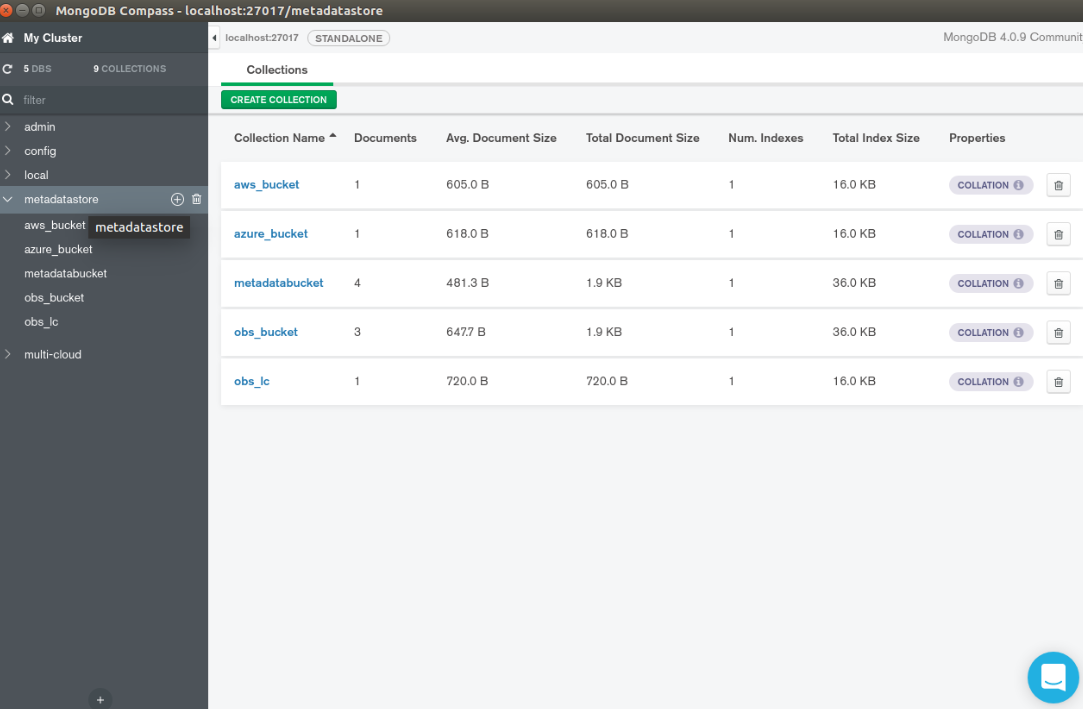 MongoDB Compass - localhost:27017/metadatastore
My Cluster
5 DBS 9 COLLECTIONS
filter
admin
config
local
metadatastore
aws_bucket
metadatastore
azure_bucket
metadatabucket
obs_bucket
obs_lc
multi-cloud
localhost:27017 STANDALONE MongoDB 4.0.9 Communit
Collections
CREATE COLLECTION
Collection Name Documents Avg. Document Size Total Document Size Num. Indexes Total Index Size Properties
aws_bucket 1 605.0 B 605.0 B 1 16.0 KB COLLATION
azure_bucket 1 618.0 B 618.0 B 1 16.0 KB COLLATION
metadatabucket 4 481.3 B 1.9 KB 1 36.0 KB COLLATION
obs_bucket 3 647.7 B 1.9 KB 1 36.0 KB COLLATION
obs_lc 1 720.0 B 720.0 B 1 16.0 KB COLLATION